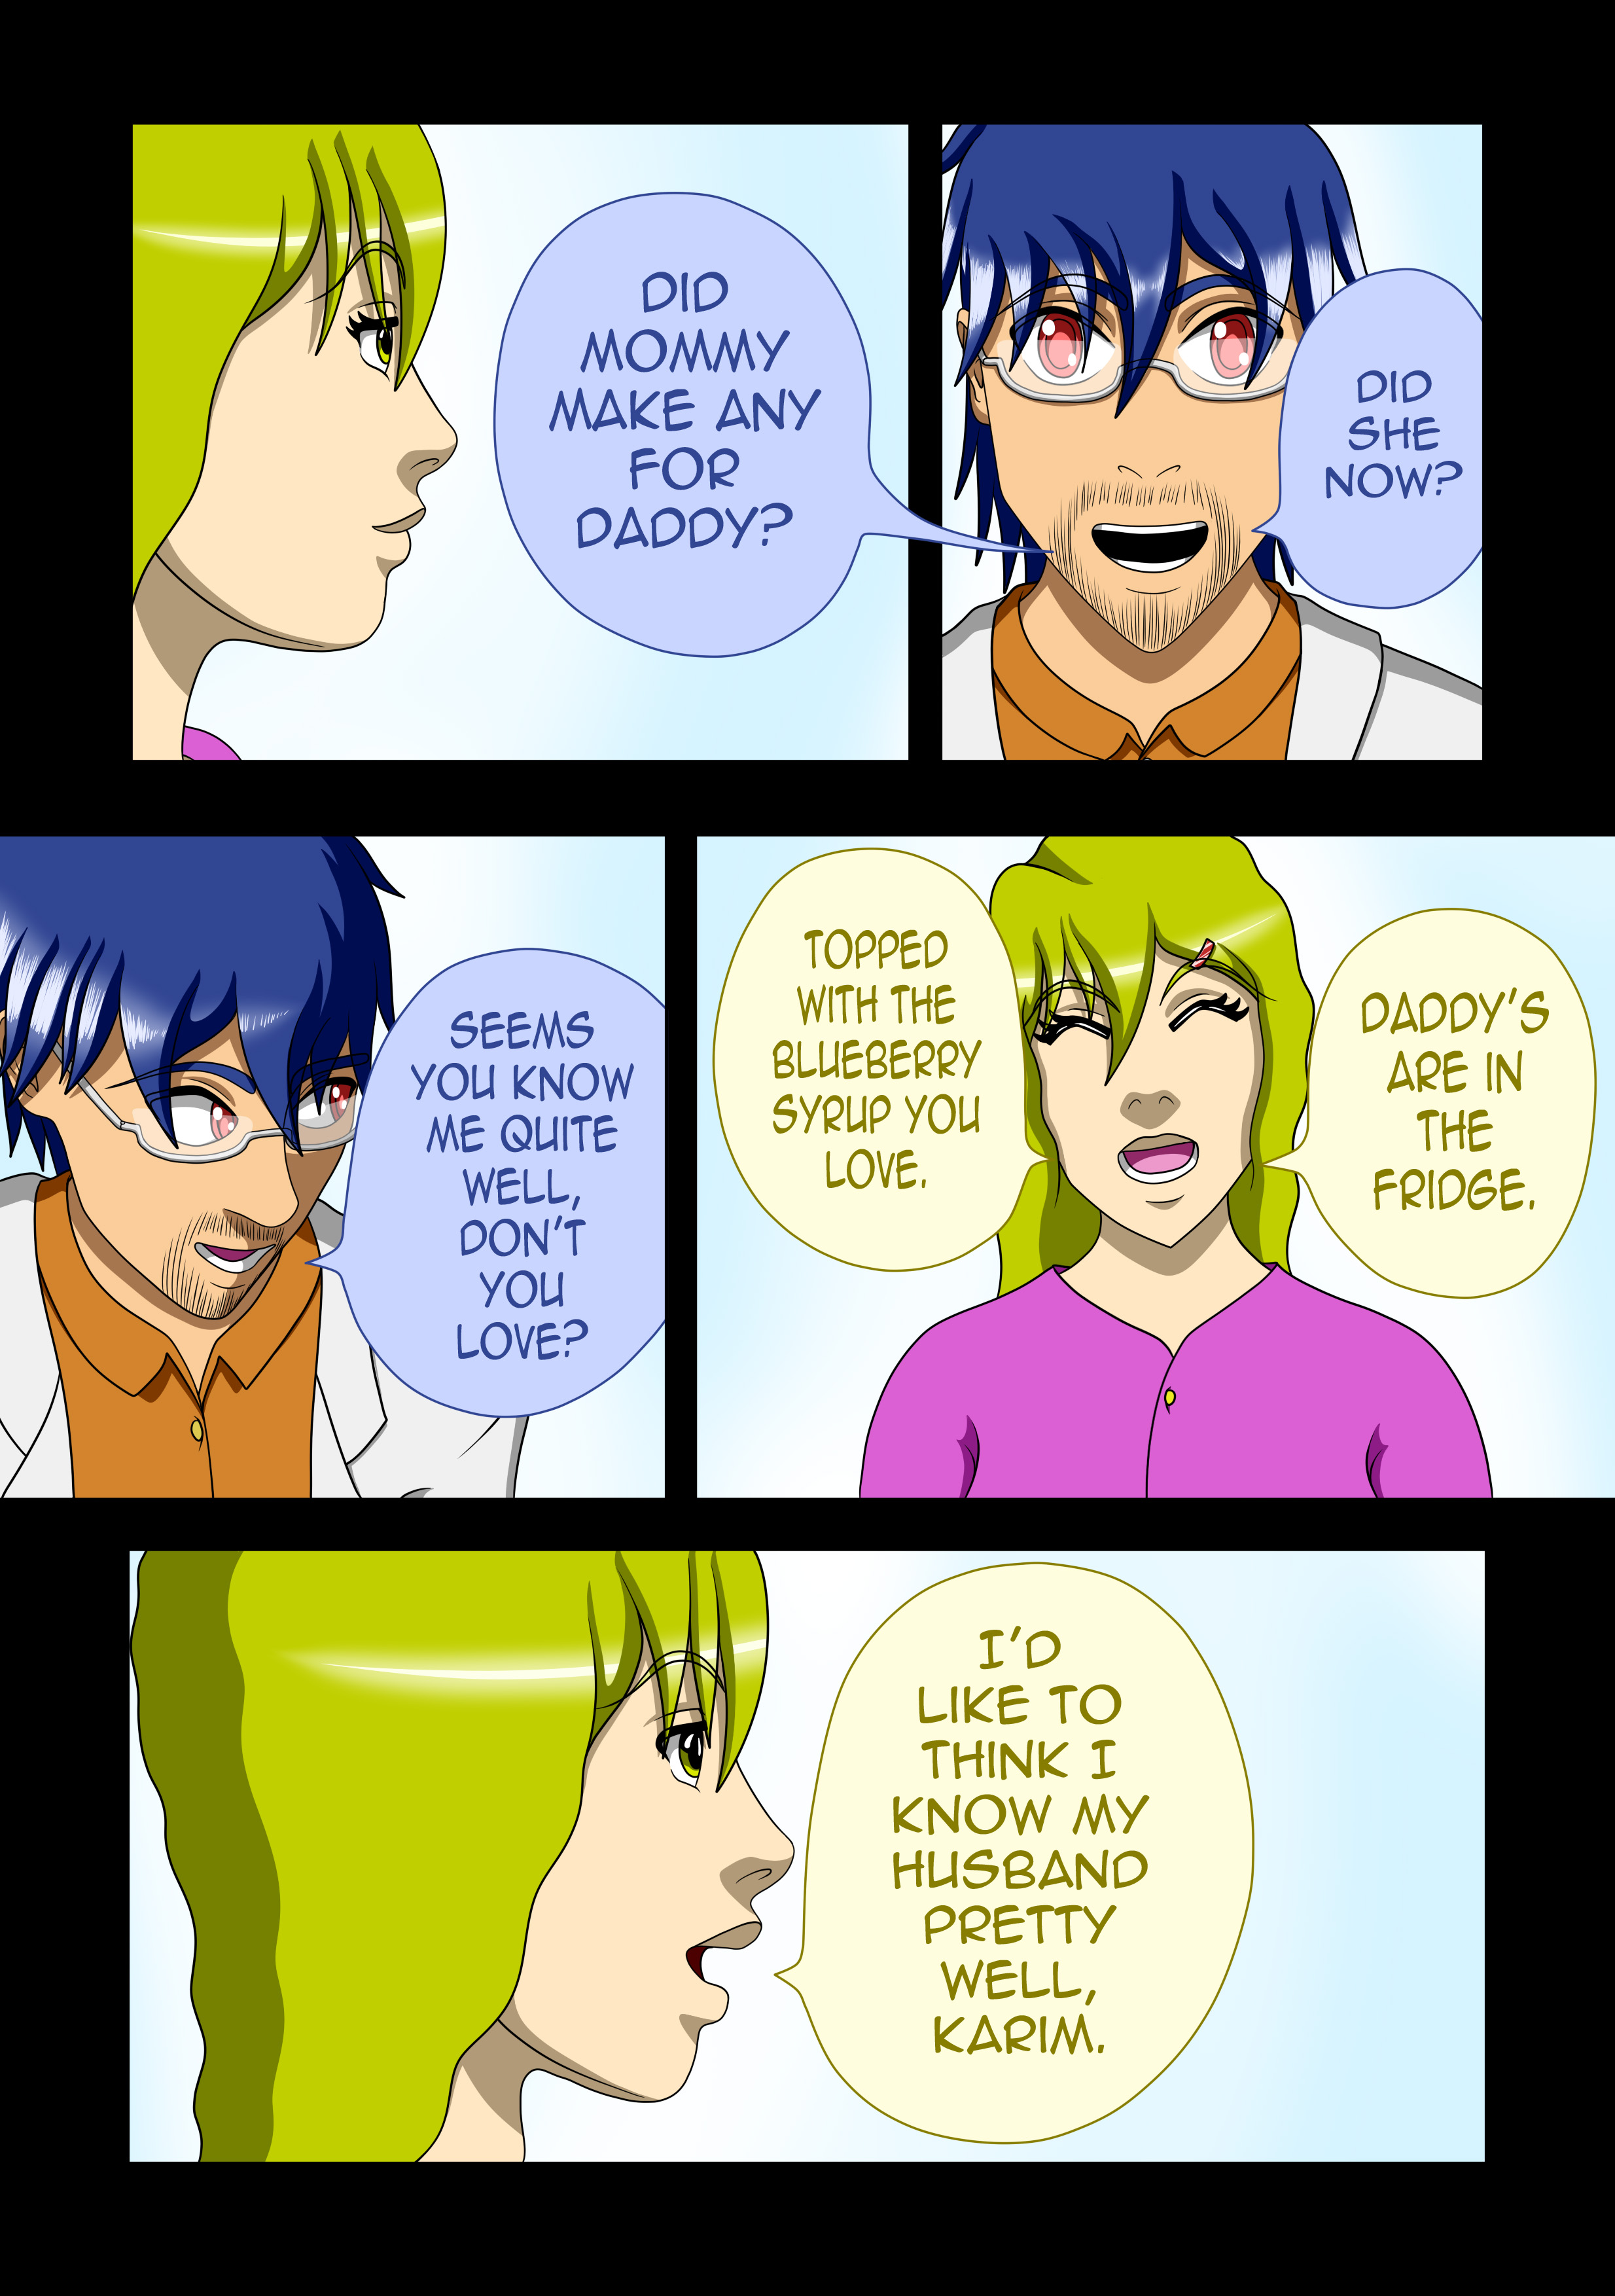 DID
SHE
NOW?
DID
MOMMY
MAKE ANY
FOR
DADDY?
DADDY'S
ARE IN
THE
FRIDGE.
TOPPED
WITH THE
BLUEBERRY
SYRUP YOU
LOVE.
SEEMS
YOU KNOW
ME QUITE
WELL,
DON'T
YOU
LOVE?
I'D
LIKE TO
THINK I
KNOW MY
HUSBAND
PRETTY
WELL,
KARIM.